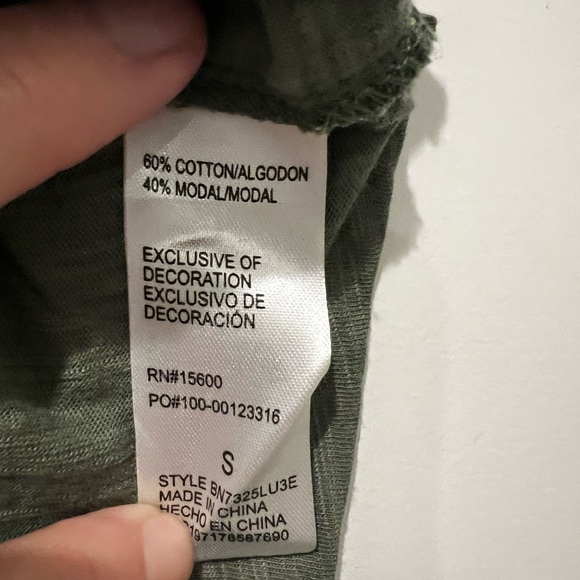 60% COTTON/ALGODON
40% MODAL/MODAL
EXCLUSIVE OF
DECORATION
EXCLUSIVO DE
DECORACIÓN
RN#15600
PO#100-00123316
S
STYLE BN7325LU3E
MADE IN CHINA
HECHO EN CHINA
197178587690